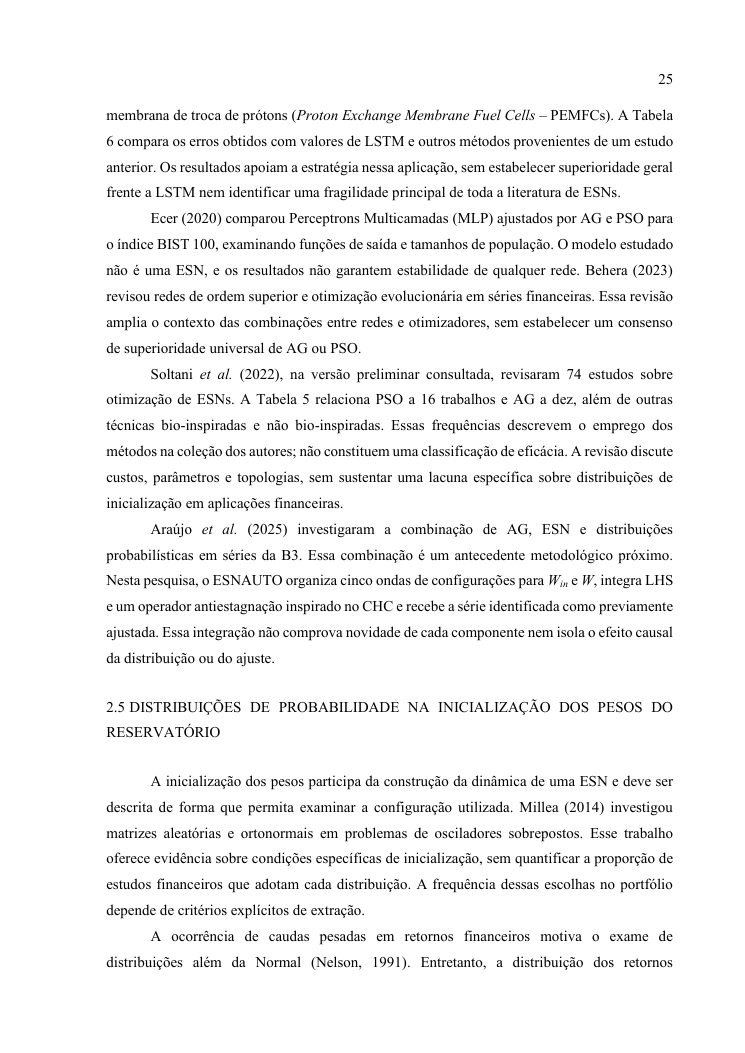 25
membrana de troca de prótons (Proton Exchange Membrane Fuel Cells – PEMFCs). A Tabela
6 compara os erros obtidos com valores de LSTM e outros métodos provenientes de um estudo
anterior. Os resultados apoiam a estratégia nessa aplicação, sem estabelecer superioridade geral
frente a LSTM nem identificar uma fragilidade principal de toda a literatura de ESNs.
Ecer (2020) comparou Perceptrons Multicamadas (MLP) ajustados por AG e PSO para
o índice BIST 100, examinando funções de saída e tamanhos de população. O modelo estudado
não é uma ESN, e os resultados não garantem estabilidade de qualquer rede. Behera (2023)
revisou redes de ordem superior e otimização evolucionária em séries financeiras. Essa revisão
amplia o contexto das combinações entre redes e otimizadores, sem estabelecer um consenso
de superioridade universal de AG ou PSO.
Soltani et al. (2022), na versão preliminar consultada, revisaram 74 estudos sobre
otimização de ESNs. A Tabela 5 relaciona PSO a 16 trabalhos e AG a dez, além de outras
técnicas bio-inspiradas e não bio-inspiradas. Essas frequências descrevem o emprego dos
métodos na coleção dos autores; não constituem uma classificação de eficácia. A revisão discute
custos, parâmetros e topologias, sem sustentar uma lacuna específica sobre distribuições de
inicialização em aplicações financeiras.
Araújo et al. (2025) investigaram a combinação de AG, ESN e distribuições
probabilísticas em séries da B3. Essa combinação é um antecedente metodológico próximo.
Nesta pesquisa, o ESNAUTO organiza cinco ondas de configurações para Win e W, integra LHS
e um operador antiestagnação inspirado no CHC e recebe a série identificada como previamente
ajustada. Essa integração não comprova novidade de cada componente nem isola o efeito causal
da distribuição ou do ajuste.
2.5 DISTRIBUIÇÕES DE PROBABILIDADE NA INICIALIZAÇÃO DOS PESOS DO
RESERVATÓRIO
A inicialização dos pesos participa da construção da dinâmica de uma ESN e deve ser
descrita de forma que permita examinar a configuração utilizada. Millea (2014) investigou
matrizes aleatórias e ortonormais em problemas de osciladores sobrepostos. Esse trabalho
oferece evidência sobre condições específicas de inicialização, sem quantificar a proporção de
estudos financeiros que adotam cada distribuição. A frequência dessas escolhas no portfólio
depende de critérios explícitos de extração.
A ocorrência de caudas pesadas em retornos financeiros motiva o exame de
distribuições além da Normal (Nelson, 1991). Entretanto, a distribuição dos retornos